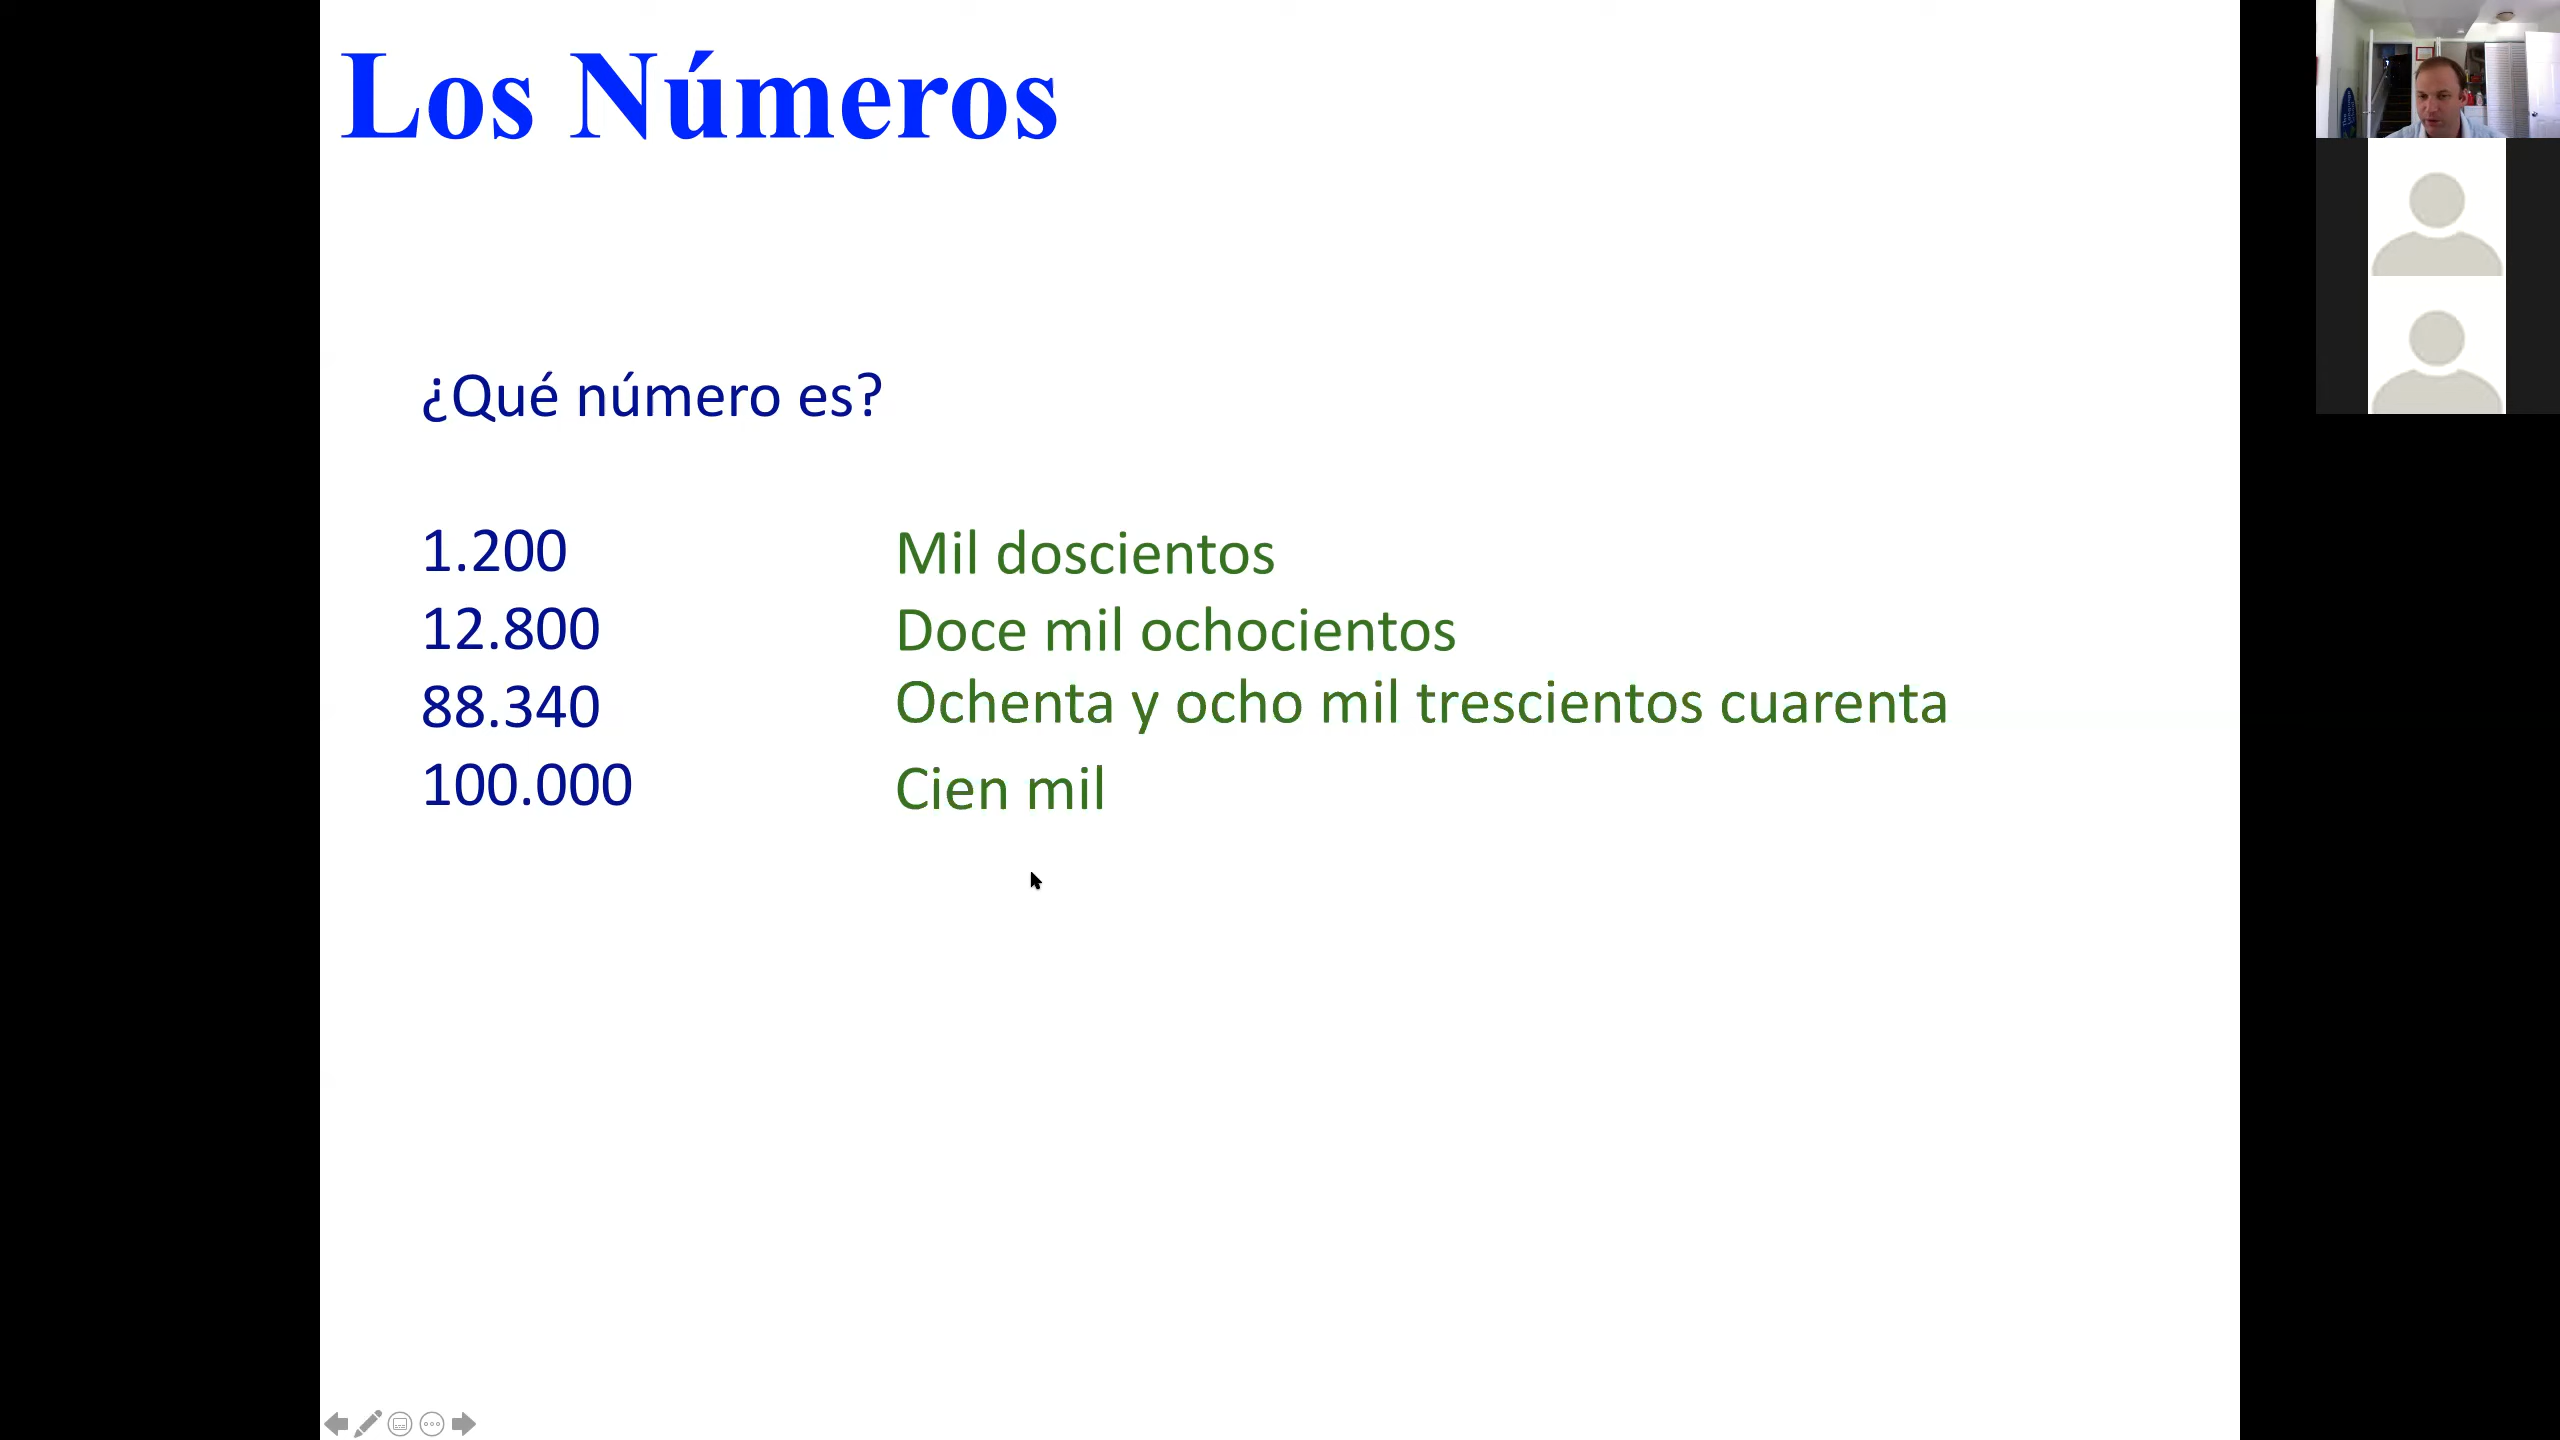 Los Números
¿Qué número es?
1.200 Mil doscientos
12.800 Doce mil ochocientos
88.340 Ochenta y ocho mil trescientos cuarenta
100.000 Cien mil